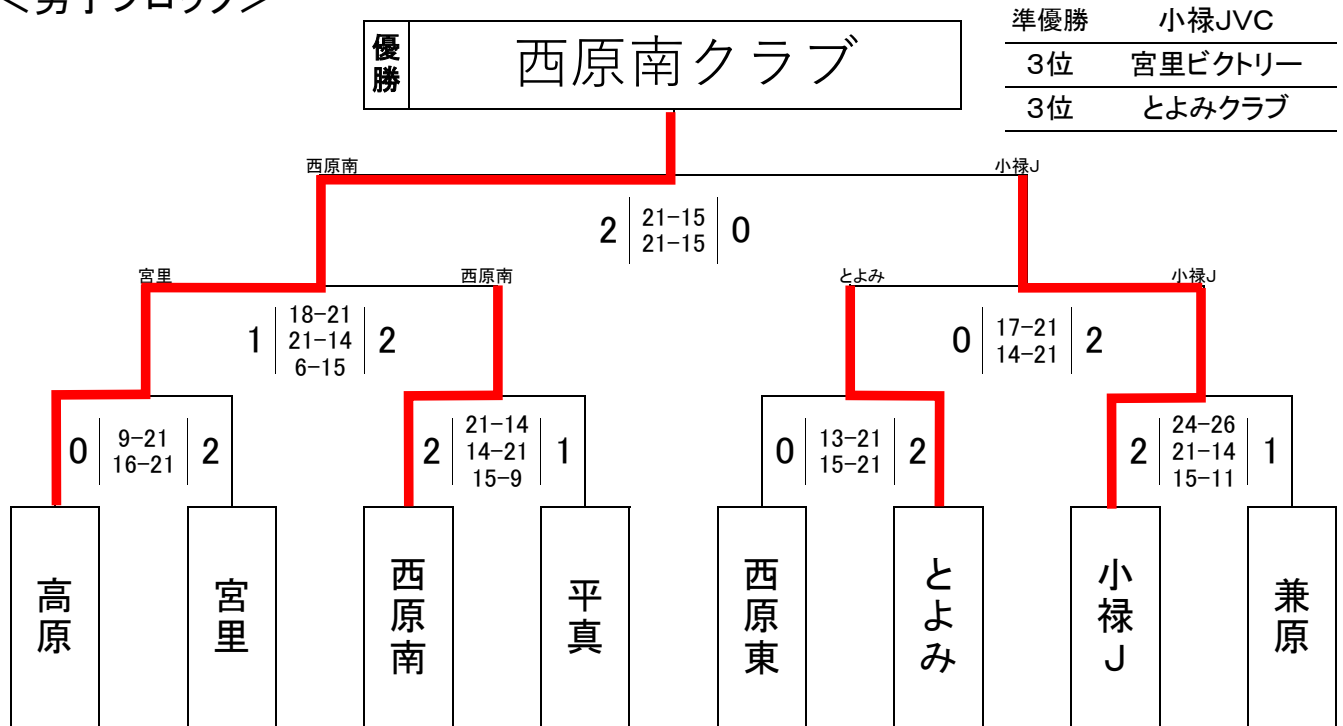 <男子ブロック>
準優勝 小禄JVC
3位 宮里ビクトリー
3位 とよみクラブ
優勝 西原南クラブ
西原南 小禄J
2 21-15 0
21-15
宮里 西原南 とよみ 小禄J
1 18-21 2
21-14
6-15
0 17-21 2
14-21
0 9-21 2
16-21
2 21-14 1
14-21
15-9
0 13-21 2
15-21
2 24-26 1
21-14
15-11
高原
宮里
西原南
平真
西原東
とよみ
小禄J
兼原